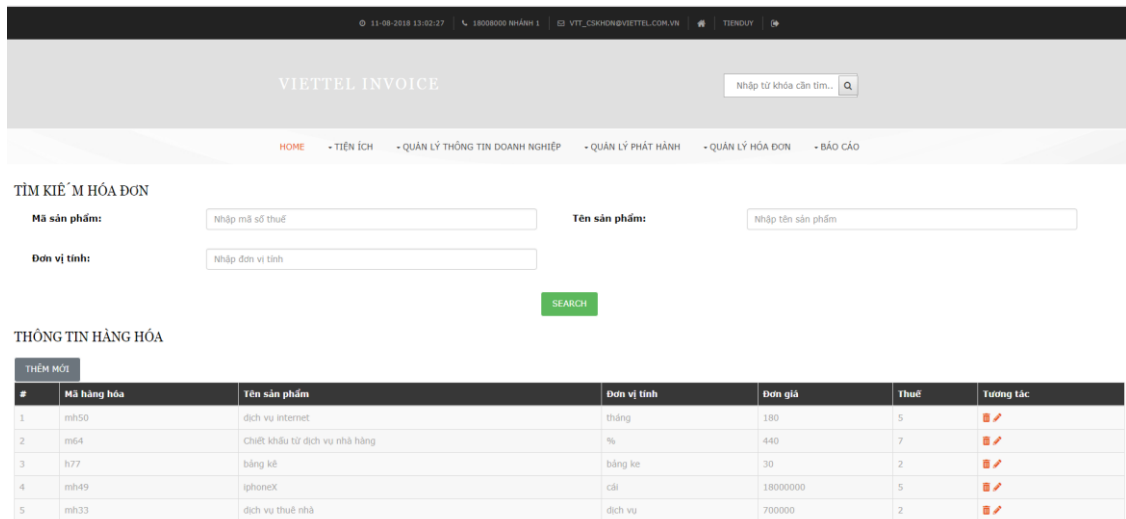 11-08-2018 13:02:27 18008000 NHÁNH 1 VTT_CSKHDN@VIETTEL.COM.VN TIENDUY
VIETTEL INVOICE
Nhập từ khóa cần tìm..
HOME TIỆN ÍCH QUẢN LÝ THÔNG TIN DOANH NGHIỆP QUẢN LÝ PHÁT HÀNH QUẢN LÝ HÓA ĐƠN BÁO CÁO
TÌM KIẾM HÓA ĐƠN
Mã sản phẩm: Nhập mã số thuế Tên sản phẩm: Nhập tên sản phẩm
Đơn vị tính: Nhập đơn vị tính
SEARCH
THÔNG TIN HÀNG HÓA
THÊM MỚI
# Mã hàng hóa Tên sản phẩm Đơn vị tính Đơn giá Thuế Tương tác
1 mh50 dịch vụ internet tháng 180 5
2 m64 Chiết khấu từ dịch vụ nhà hàng % 440 7
3 h77 bảng kê bảng ke 30 2
4 mh49 iphoneX cái 18000000 5
5 mh33 dịch vụ thuê nhà dịch vụ 700000 2